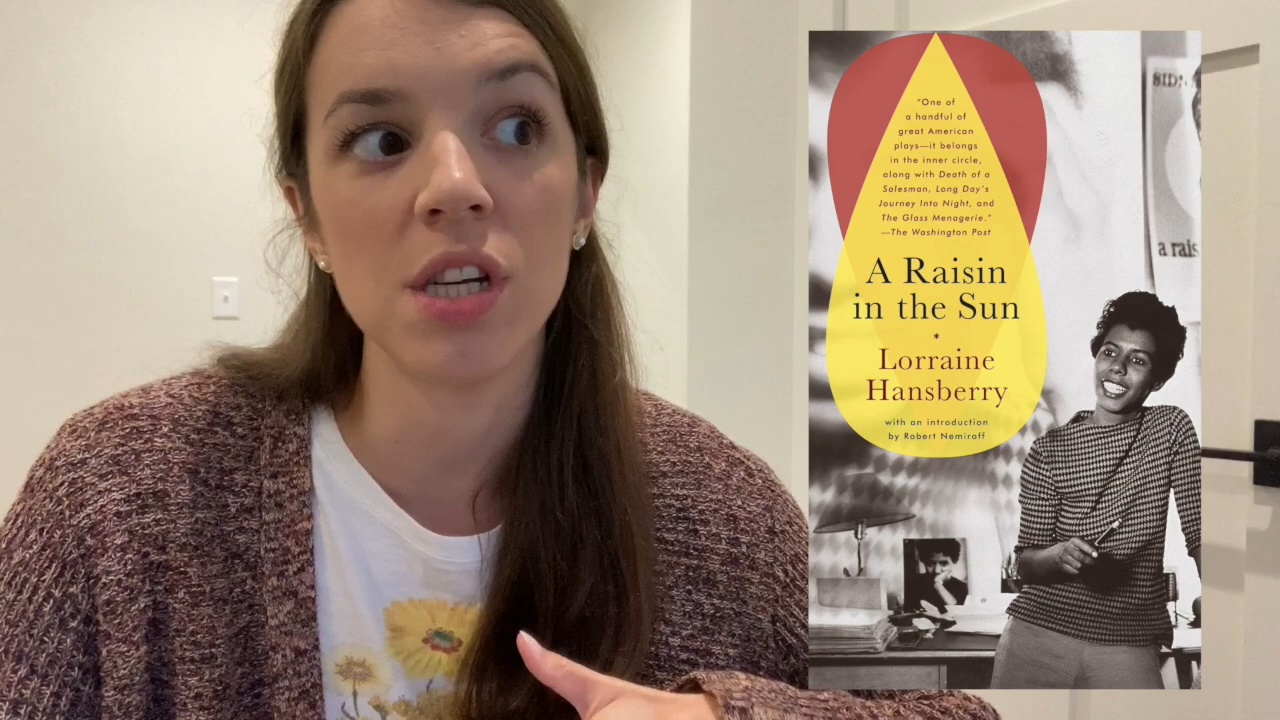 "One of
a handful of
great American
plays—it belongs
in the inner circle,
along with Death of a
Salesman, Long Day's
Journey Into Night, and
The Glass Menagerie."
—The Washington Post
A Raisin
in the Sun
*
Lorraine
Hansberry
with an introduction
by Robert Nemiroff
a rais